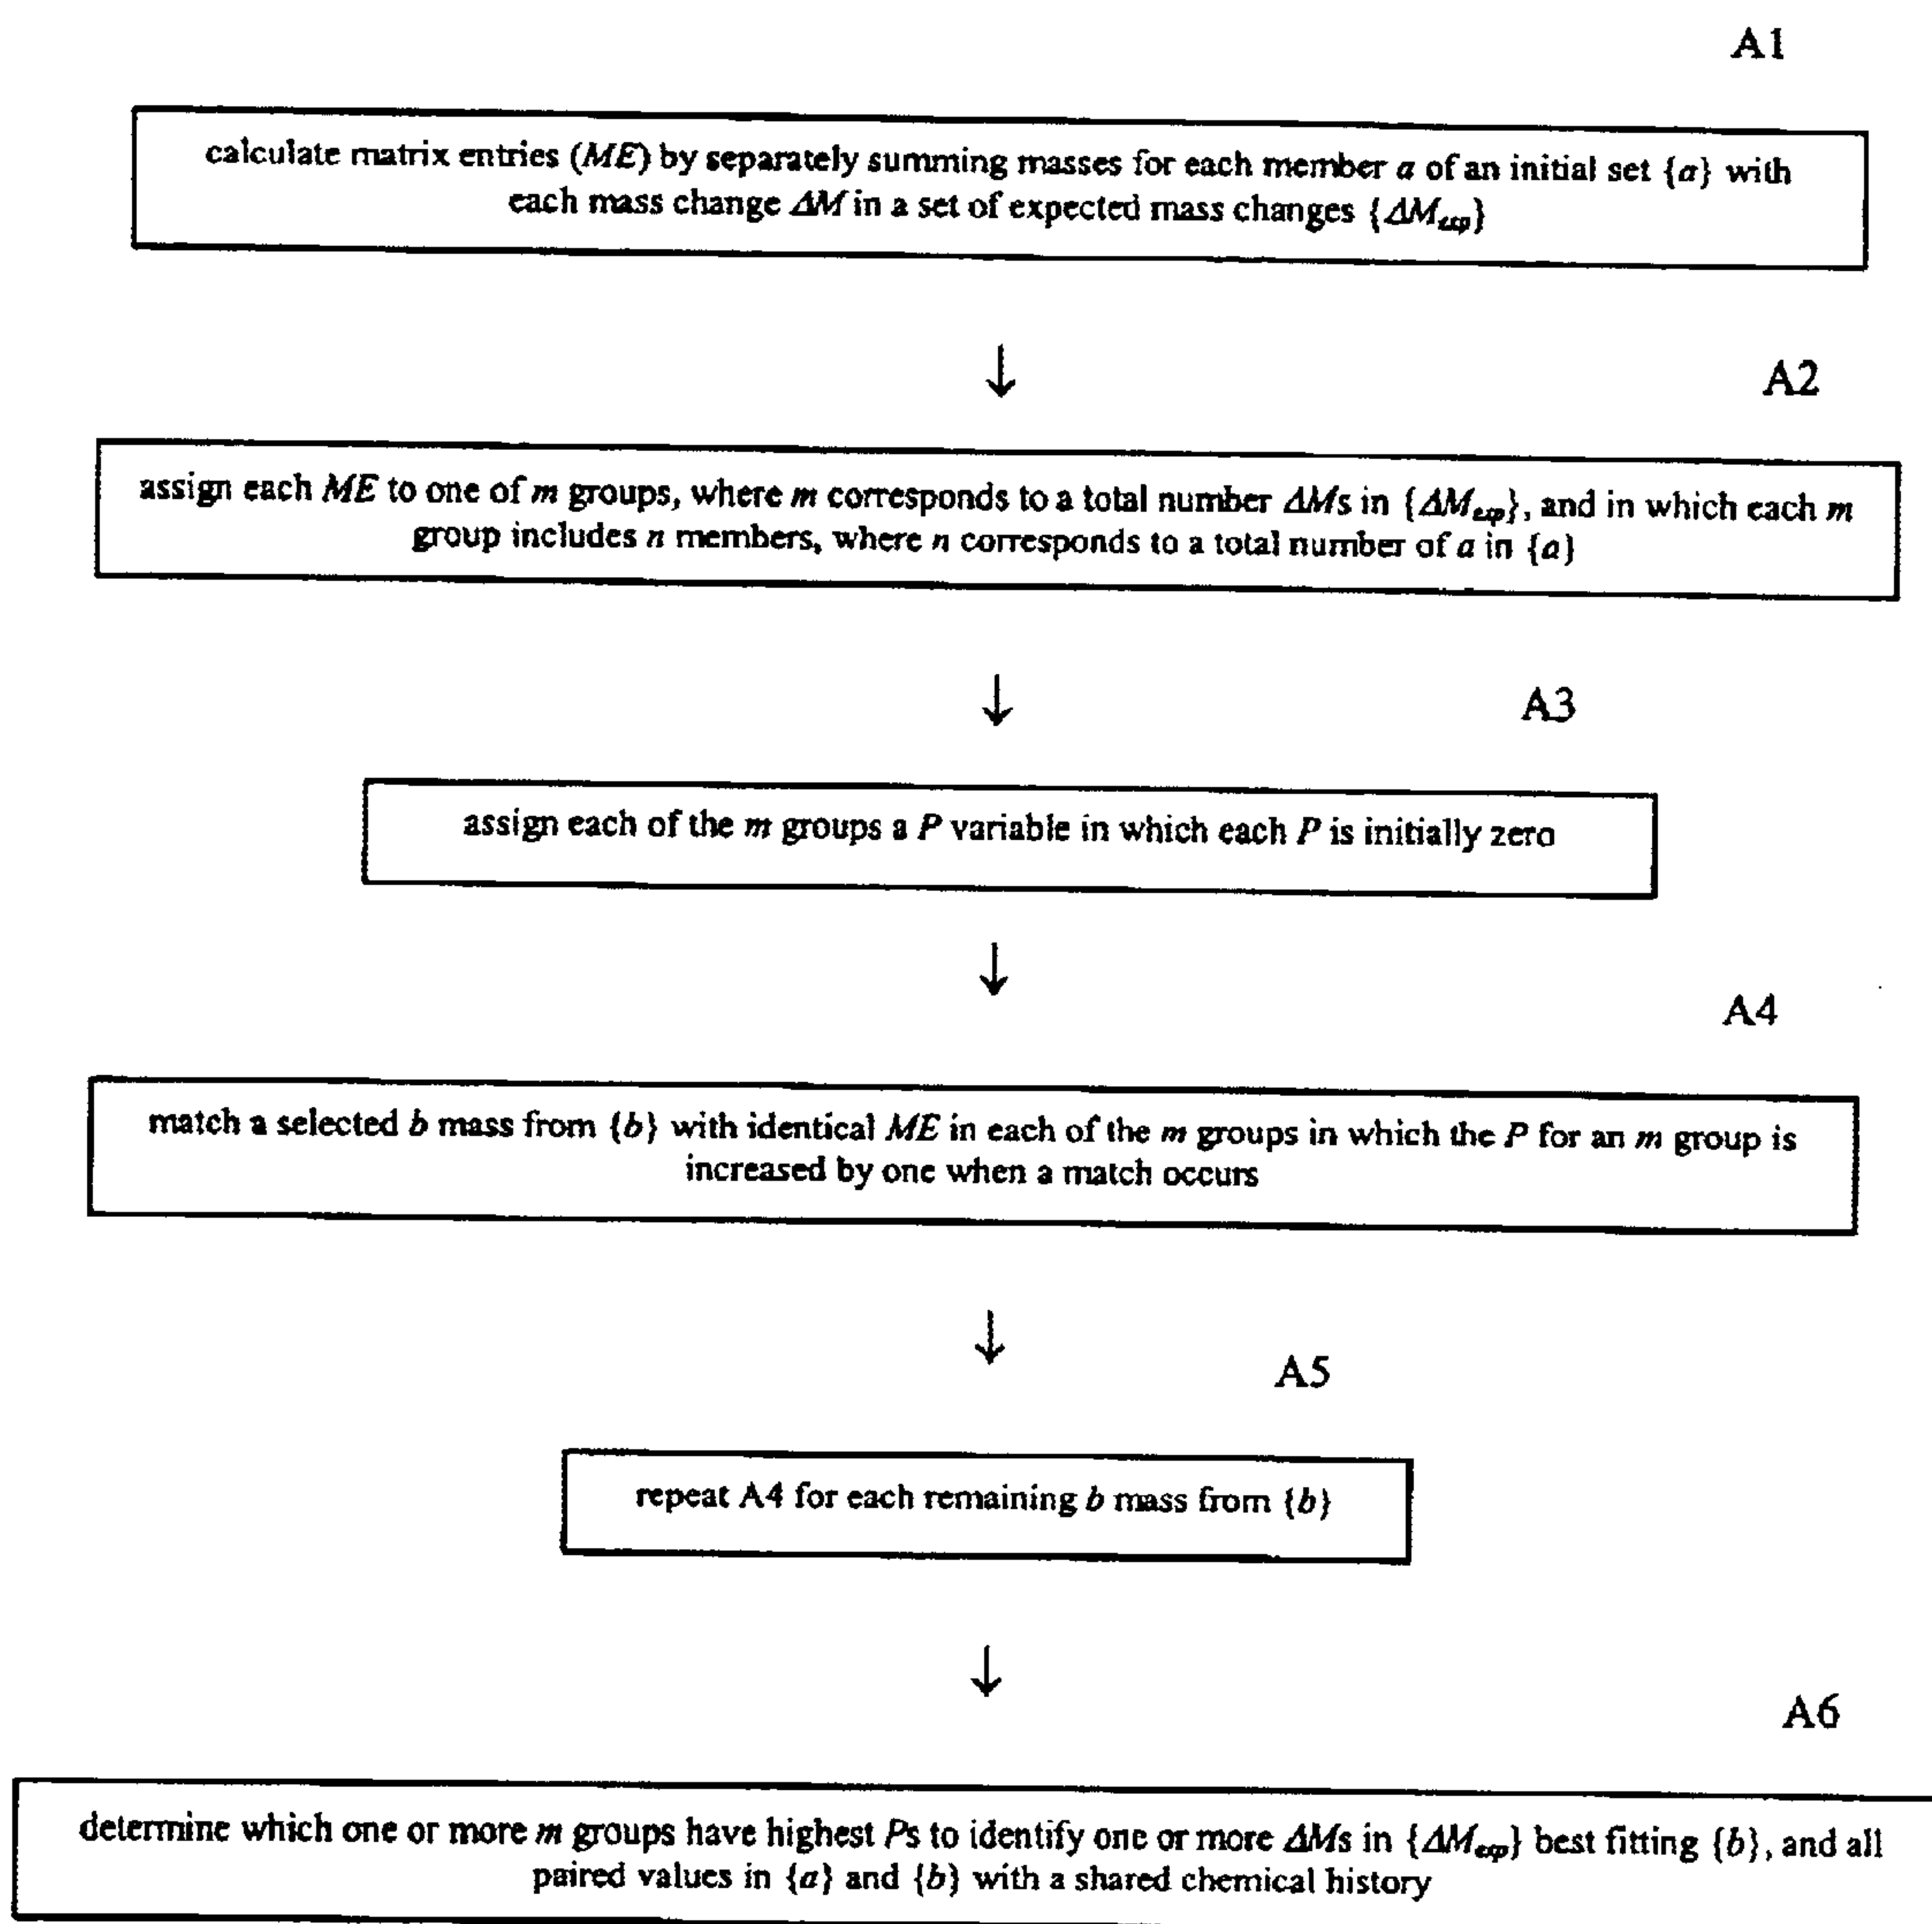 A1
calculate matrix entries (ME) by separately summing masses for each member a of an initial set {a} with
each mass change ΔM in a set of expected mass changes {ΔM_exp}
↓
A2
assign each ME to one of m groups, where m corresponds to a total number ΔMs in {ΔM_exp}, and in which each m
group includes n members, where n corresponds to a total number of a in {a}
↓
A3
assign each of the m groups a P variable in which each P is initially zero
↓
A4
match a selected b mass from {b} with identical ME in each of the m groups in which the P for an m group is
increased by one when a match occurs
↓
A5
repeat A4 for each remaining b mass from {b}
↓
A6
determine which one or more m groups have highest Ps to identify one or more ΔMs in {ΔM_exp} best fitting {b}, and all
paired values in {a} and {b} with a shared chemical history